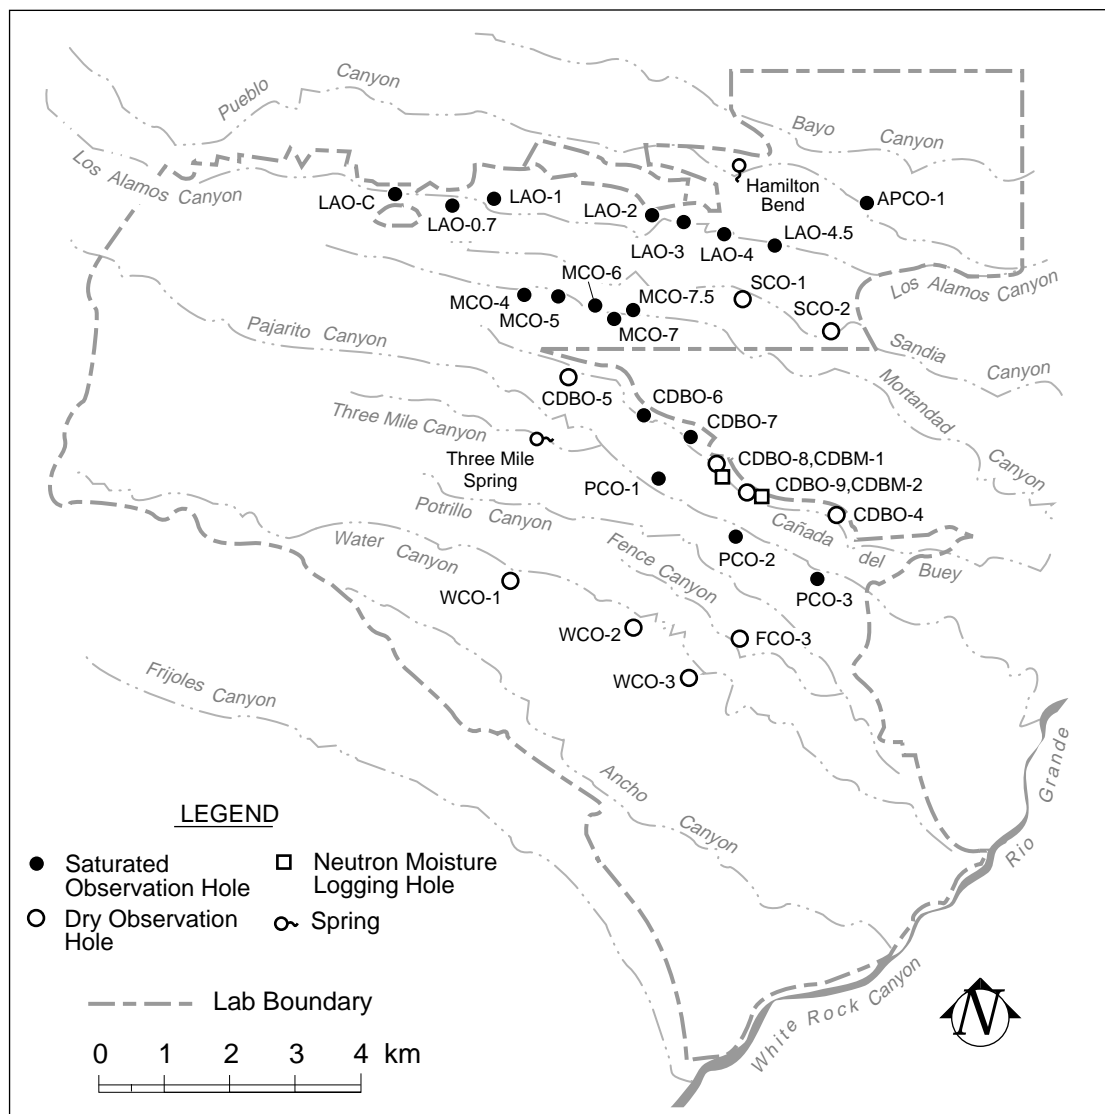 Canyon
Pueblo
Bayo Canyon
Los Alamos Canyon
Hamilton
Bend
LAO-C
LAO-0.7
LAO-1
LAO-2
LAO-3
LAO-4
LAO-4.5
APCO-1
Los Alamos Canyon
MCO-6
MCO-4
MCO-5
MCO-7.5
MCO-7
SCO-1
SCO-2
Pajarito Canyon
Sandia
Canyon
Mortandad
Canyon
CDBO-5
CDBO-6
CDBO-7
Three Mile Canyon
Three Mile
Spring
CDBO-8,CDBM-1
CDBO-9,CDBM-2
PCO-1
CDBO-4
Potrillo Canyon
Cañada del Buey
Water Canyon
Fence Canyon
PCO-2
PCO-3
WCO-1
WCO-2
FCO-3
WCO-3
Frijoles Canyon
Ancho
Canyon
Rio Grande
White Rock Canyon
LEGEND
Saturated
Observation Hole
Neutron Moisture
Logging Hole
Dry Observation
Hole
Spring
Lab Boundary
0 1 2 3 4 km
N